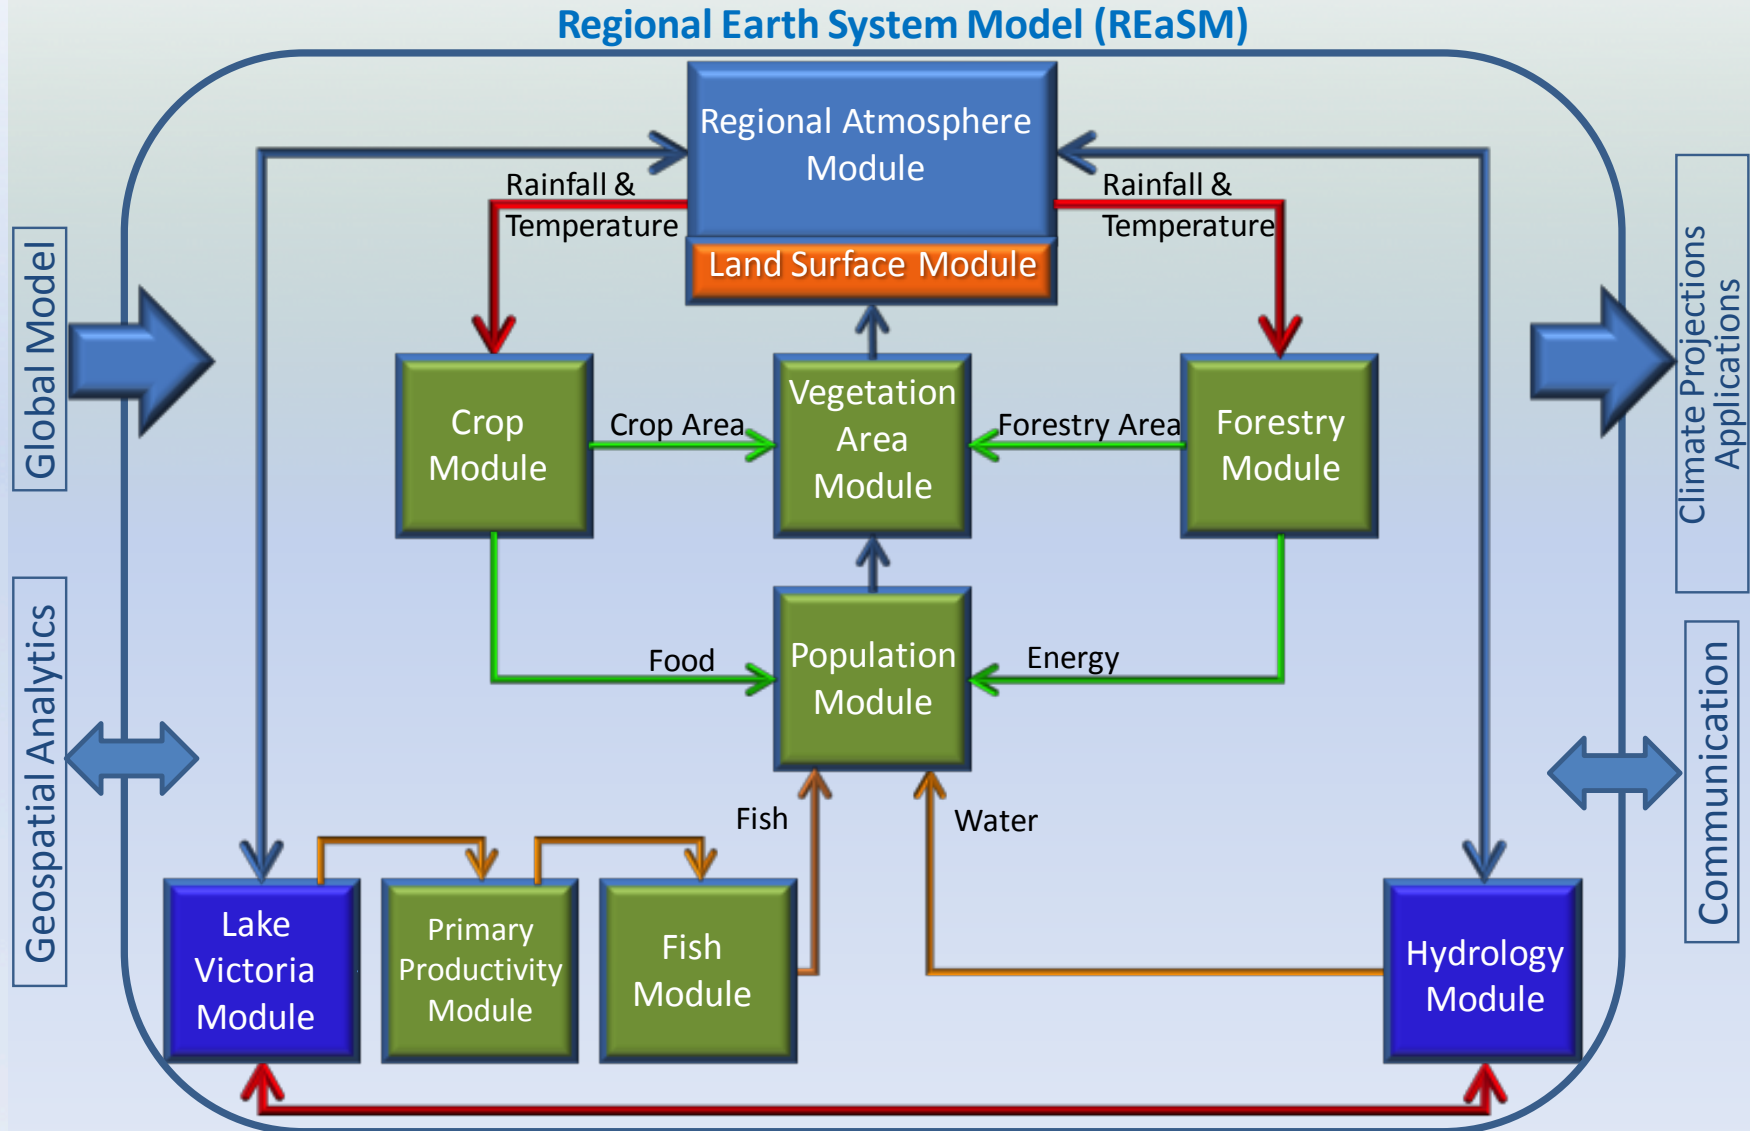 Regional Earth System Model (REaSM)
Regional Atmosphere
Module
Rainfall &
Temperature
Rainfall &
Temperature
Land Surface Module
Global Model
Climate Projections
Applications
Crop
Module
Crop Area
Vegetation
Area
Module
Forestry Area
Forestry
Module
Food
Population
Module
Energy
Geospatial Analytics
Communication
Fish
Water
Lake
Victoria
Module
Primary
Productivity
Module
Fish
Module
Hydrology
Module